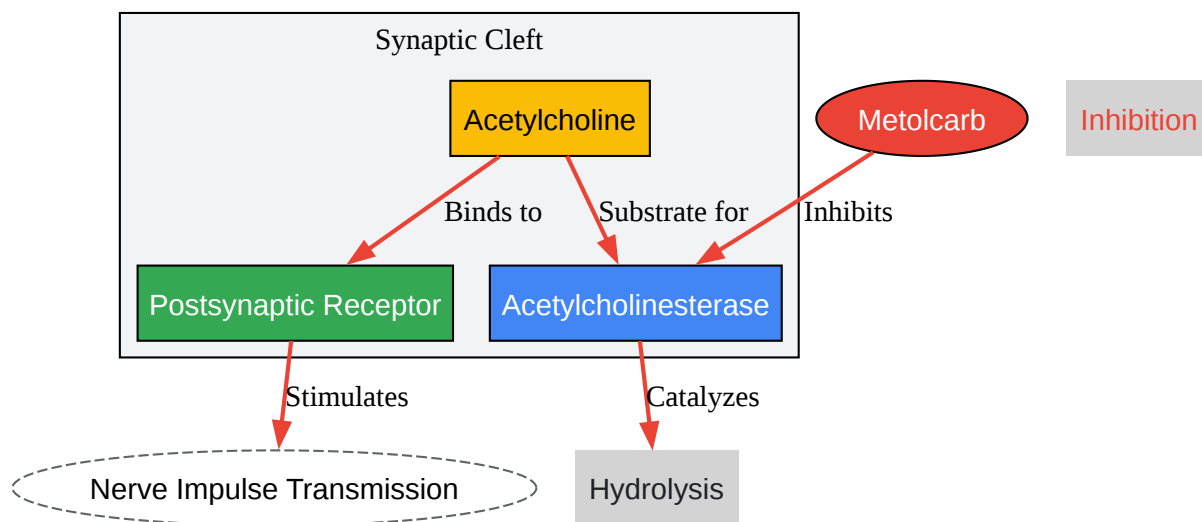 Synaptic Cleft
Acetylcholine
Metolcarb
Inhibition
Binds to
Substrate for
Inhibits
Postsynaptic Receptor
Acetylcholinesterase
Stimulates
Catalyzes
Nerve Impulse Transmission
Hydrolysis